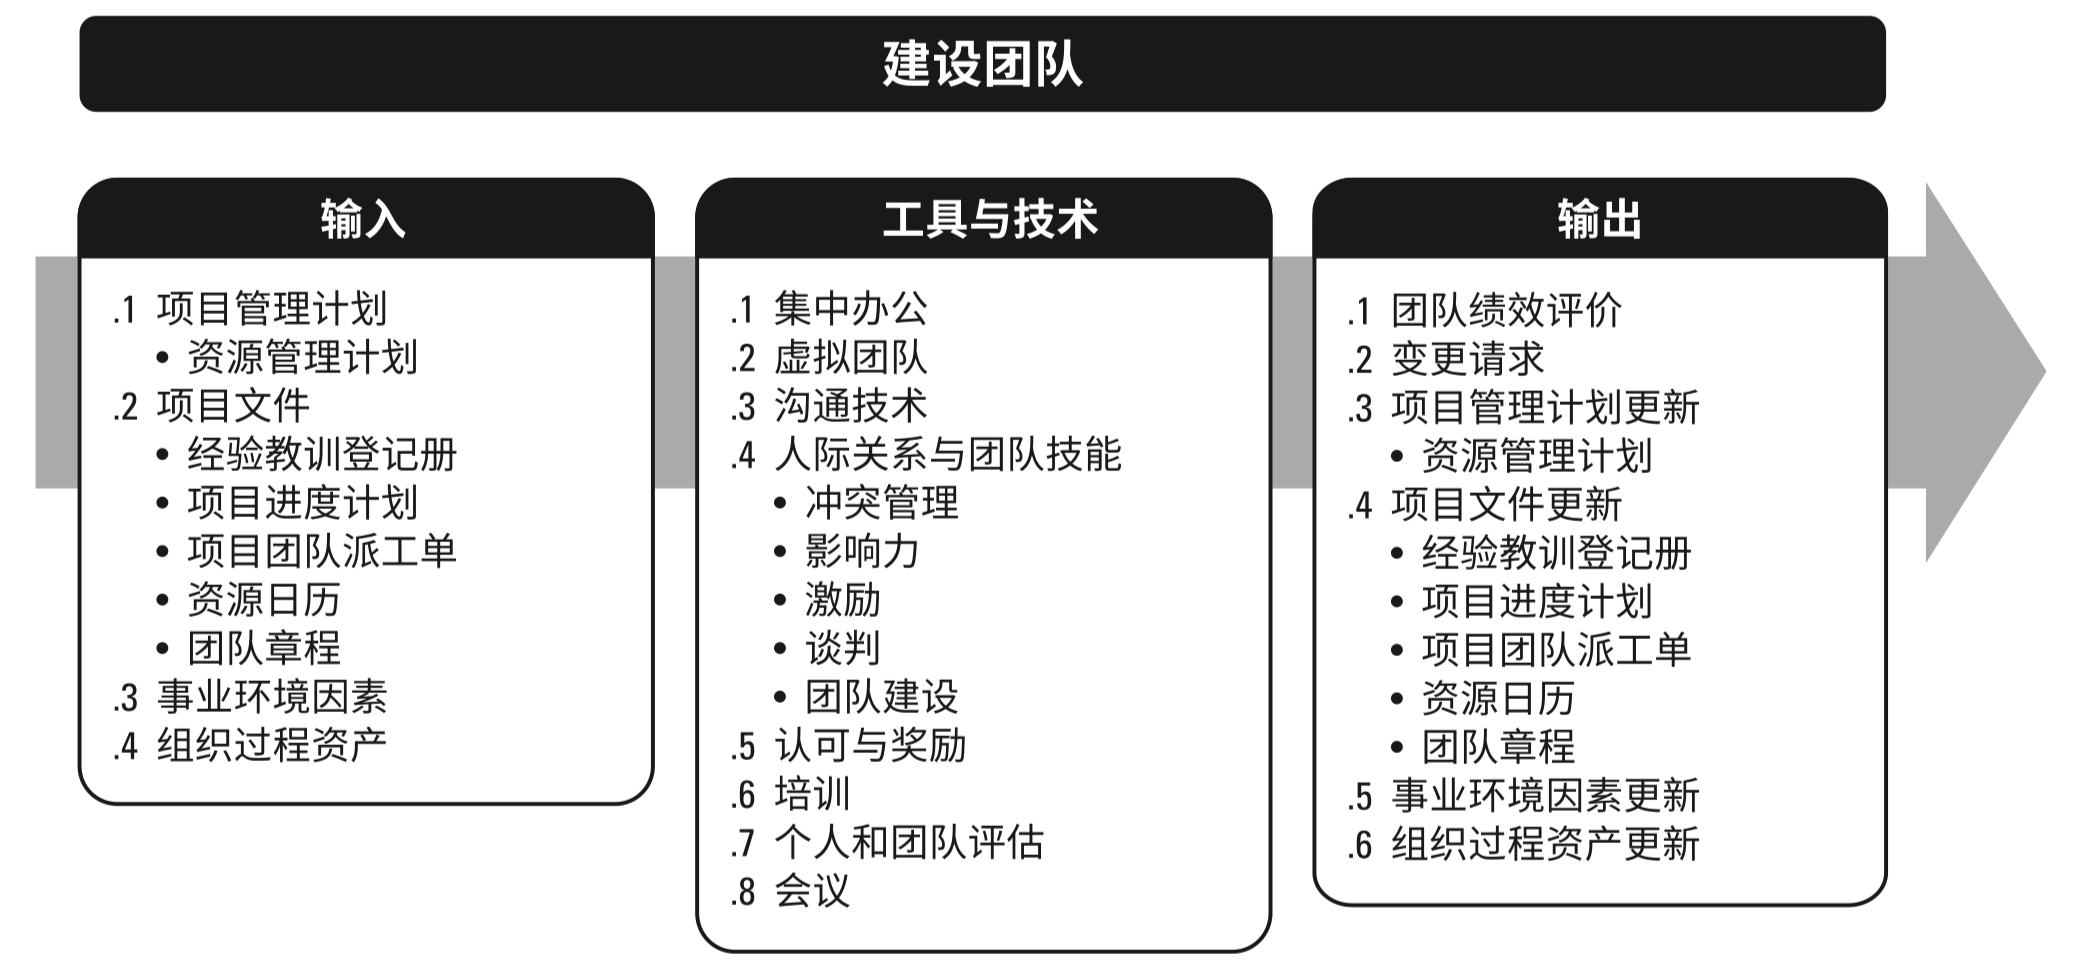 建设团队
输入
.1 项目管理计划
• 资源管理计划
.2 项目文件
• 经验教训登记册
• 项目进度计划
• 项目团队派工单
• 资源日历
• 团队章程
.3 事业环境因素
.4 组织过程资产
工具与技术
.1 集中办公
.2 虚拟团队
.3 沟通技术
.4 人际关系与团队技能
• 冲突管理
• 影响力
• 激励
• 谈判
• 团队建设
.5 认可与奖励
.6 培训
.7 个人和团队评估
.8 会议
输出
.1 团队绩效评价
.2 变更请求
.3 项目管理计划更新
• 资源管理计划
.4 项目文件更新
• 经验教训登记册
• 项目进度计划
• 项目团队派工单
• 资源日历
• 团队章程
.5 事业环境因素更新
.6 组织过程资产更新